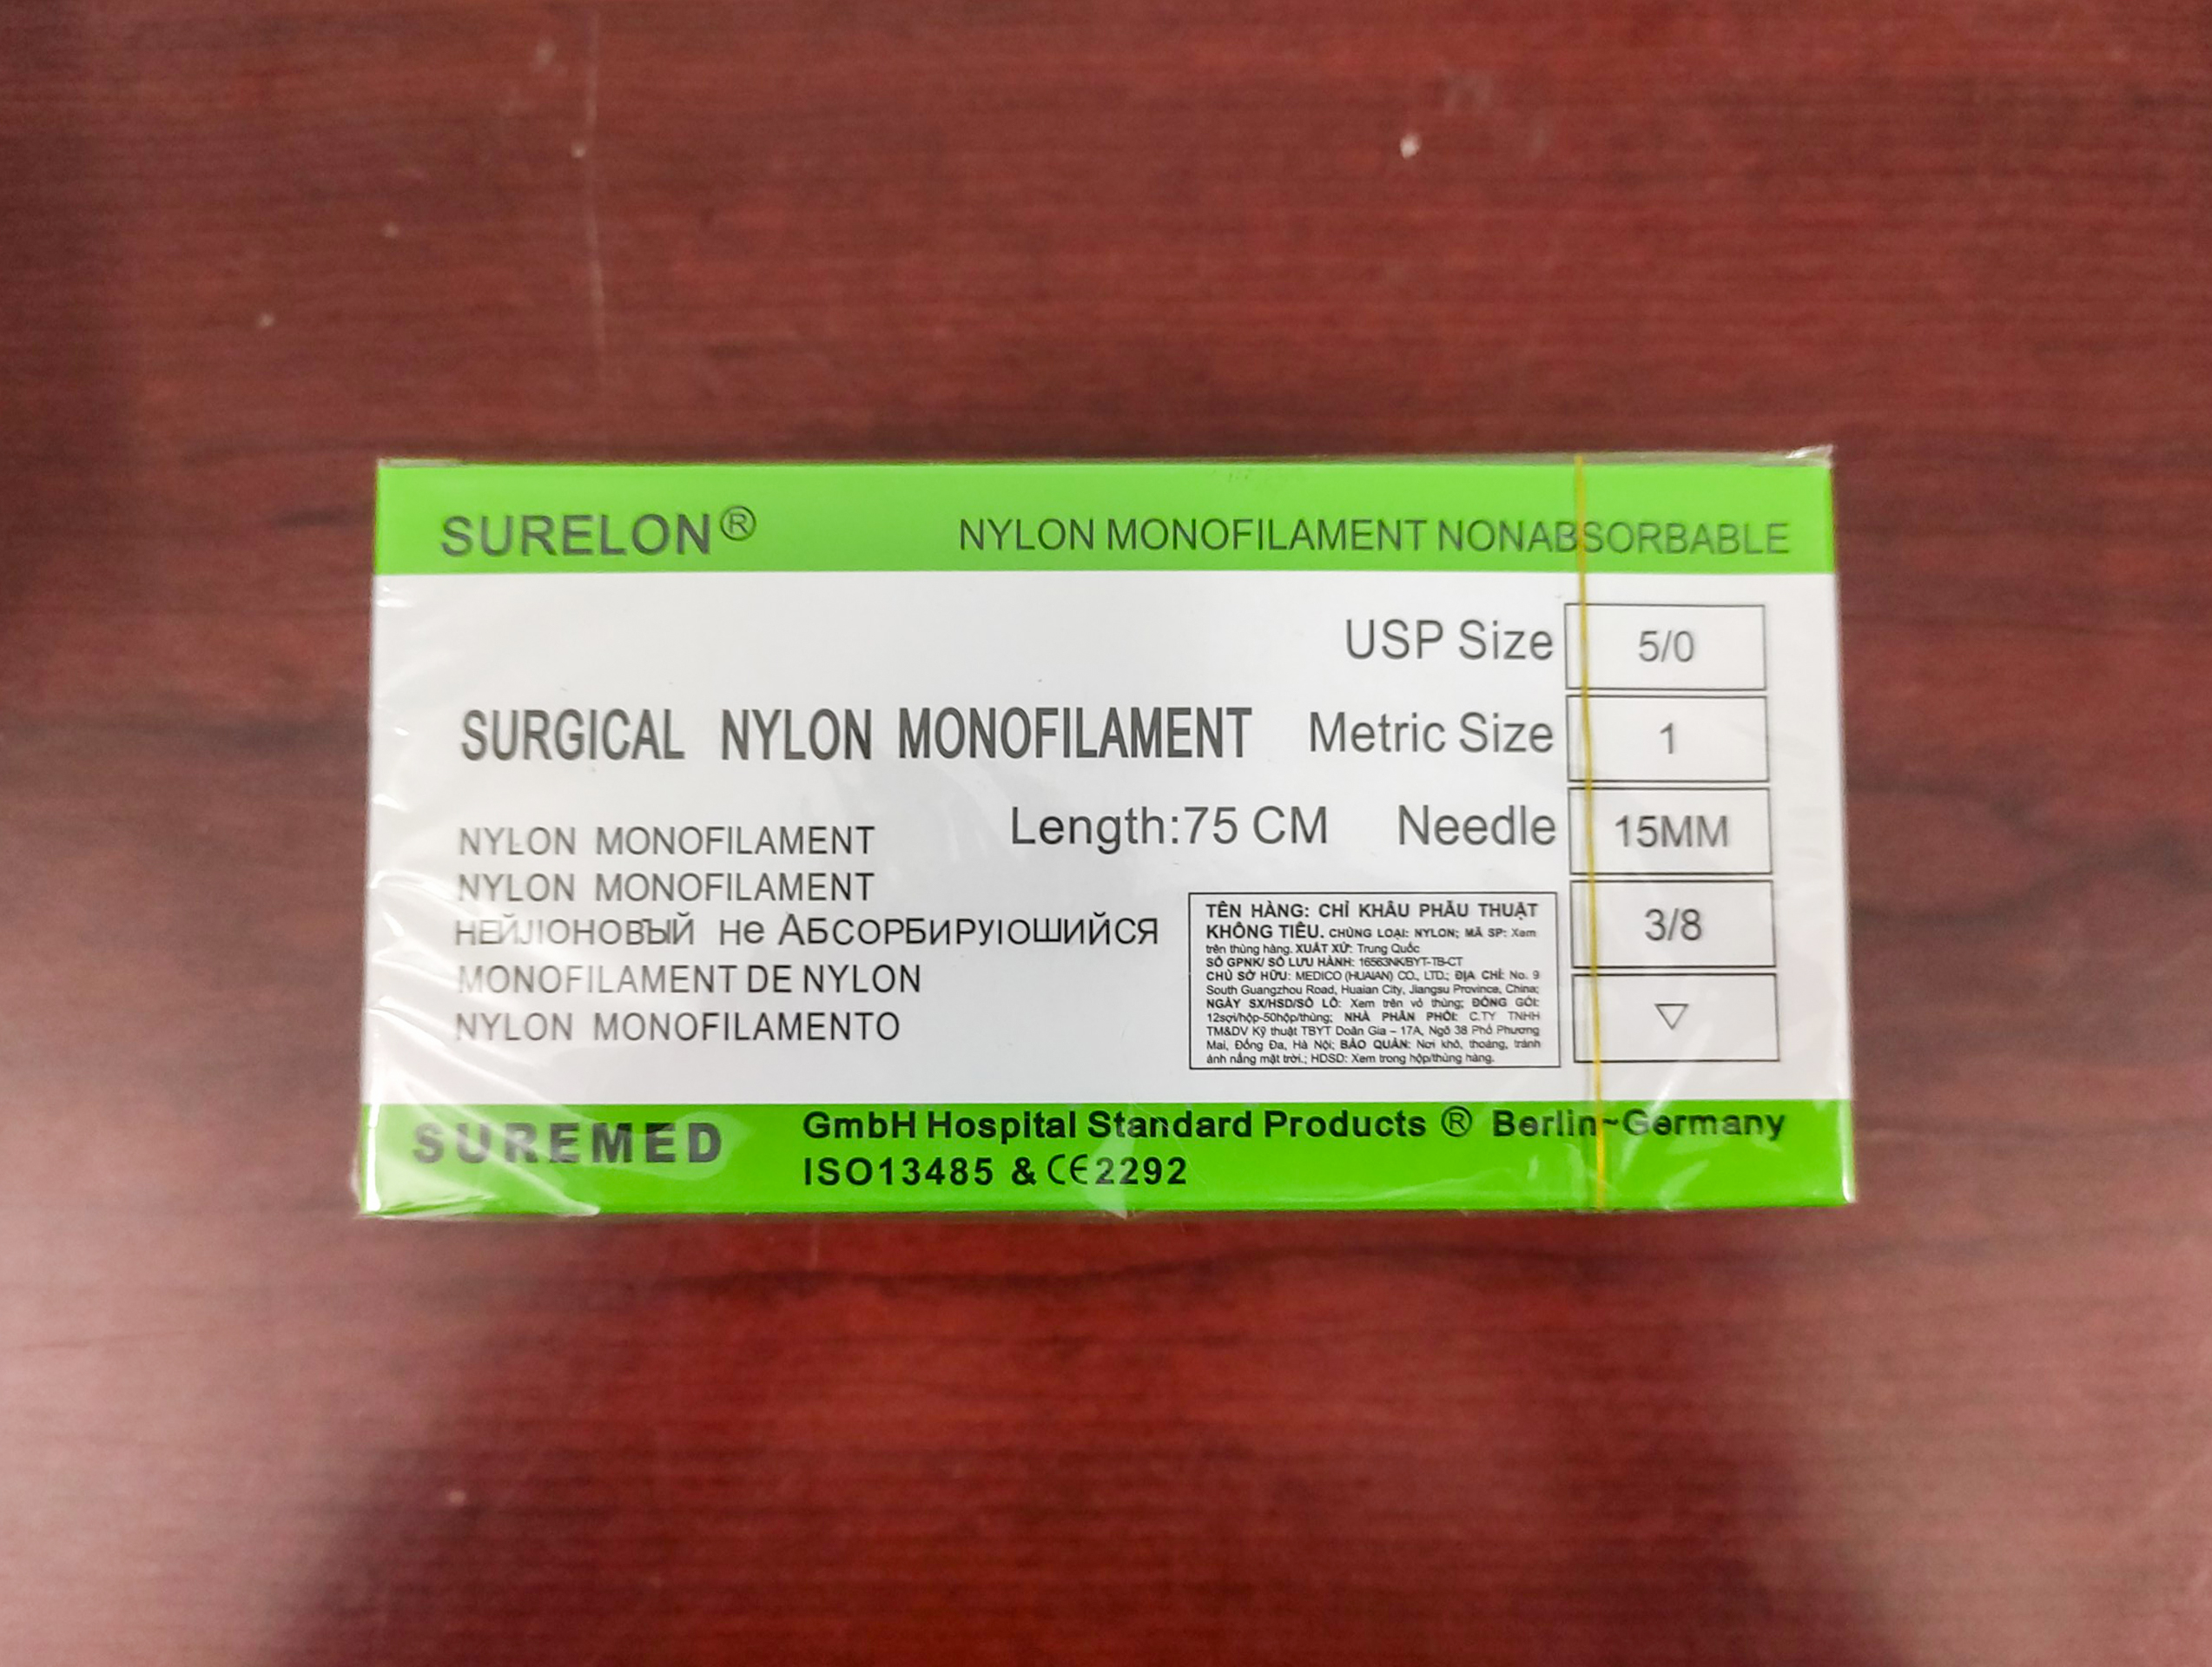 SURELON® NYLON MONOFILAMENT NONABSORBABLE
USP Size 5/0
SURGICAL NYLON MONOFILAMENT Metric Size 1
Length:75 CM Needle 15MM
NYLON MONOFILAMENT
NYLON MONOFILAMENT
НЕЙЛОНОВЫЙ не АБСОРБИРУЮШИЙСЯ
MONOFILAMENT DE NYLON
NYLON MONOFILAMENTO
3/8
TÊN HÀNG: CHỈ KHÂU PHẪU THUẬT
KHÔNG TIÊU. CHỦNG LOẠI: NYLON; MÃ SP: Xem
trên thùng hàng. XUẤT XỨ: Trung Quốc
SỐ GPNK/ SỐ LƯU HÀNH: 16563NK/BYT-TB-CT
CHỦ SỞ HỮU: MEDICO (HUAIAN) CO., LTD.; ĐỊA CHỈ: No. 9
South Guangzhou Road, Huaian City, Jiangsu Province, China;
NGÀY SX/HSD/SỐ LÔ: Xem trên vỏ thùng; ĐÓNG GÓI:
12sợi/hộp-50hộp/thùng; NHÀ PHÂN PHỐI: C.TY TNHH
TM&DV Kỹ thuật TBYT Doãn Gia – 17A, Ngõ 38 Phố Phương
Mai, Đống Đa, Hà Nội; BẢO QUẢN: Nơi khô, thoáng, tránh
ánh nắng mặt trời.; HDSD: Xem trong hộp/thùng hàng.
SUREMED GmbH Hospital Standard Products ® Berlin~Germany
ISO13485 & CE2292